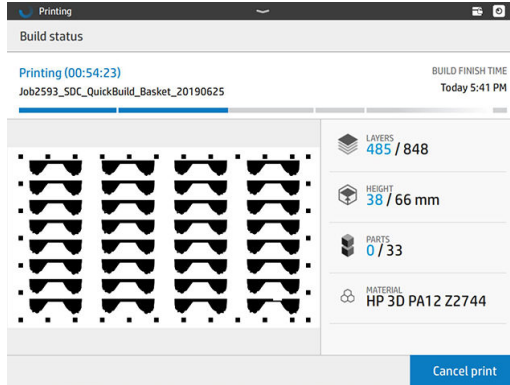 Printing
Build status
Printing (00:54:23)
Job2593_SDC_QuickBuild_Basket_20190625
BUILD FINISH TIME
Today 5:41 PM
LAYERS
485 / 848
HEIGHT
38 / 66 mm
PARTS
0 / 33
MATERIAL
HP 3D PA12 Z2744
Cancel print